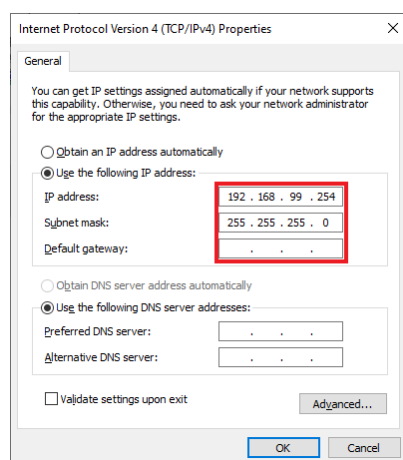 Internet Protocol Version 4 (TCP/IPv4) Properties
General
You can get IP settings assigned automatically if your network supports
this capability. Otherwise, you need to ask your network administrator
for the appropriate IP settings.
Obtain an IP address automatically
Use the following IP address:
IP address: 192 . 168 . 99 . 254
Subnet mask: 255 . 255 . 255 . 0
Default gateway: . . .
Obtain DNS server address automatically
Use the following DNS server addresses:
Preferred DNS server: . . .
Alternative DNS server: . . .
Validate settings upon exit
Advanced...
OK Cancel